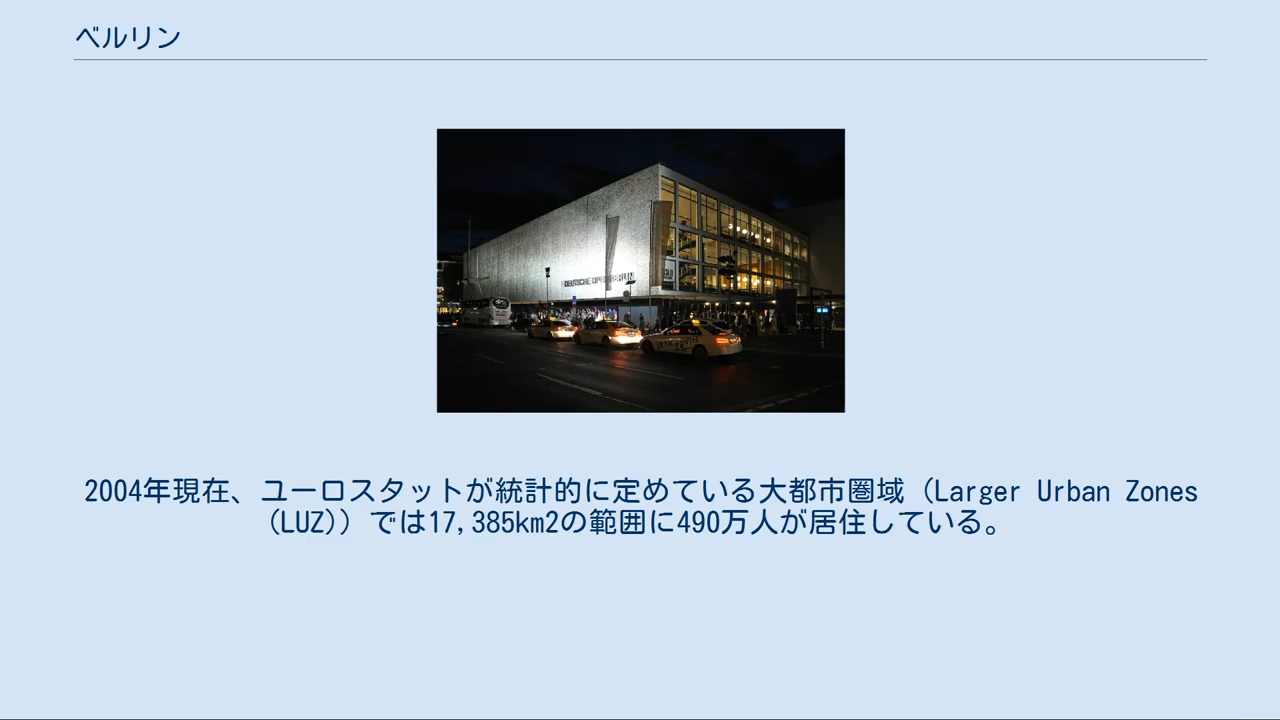 ベルリン
DEUTSCHE OPER BERLIN
2004年現在、ユーロスタットが統計的に定めている大都市圏域（Larger Urban Zones
（LUZ)）では17,385km2の範囲に490万人が居住している。